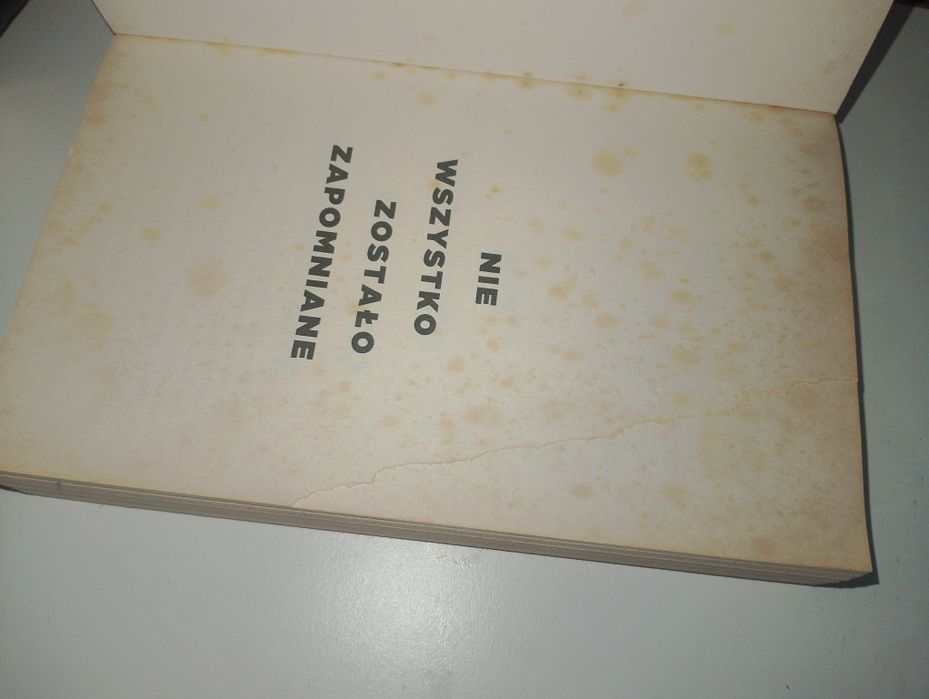 NIE
WSZYSTKO
ZOSTAŁO
ZAPOMNIANE